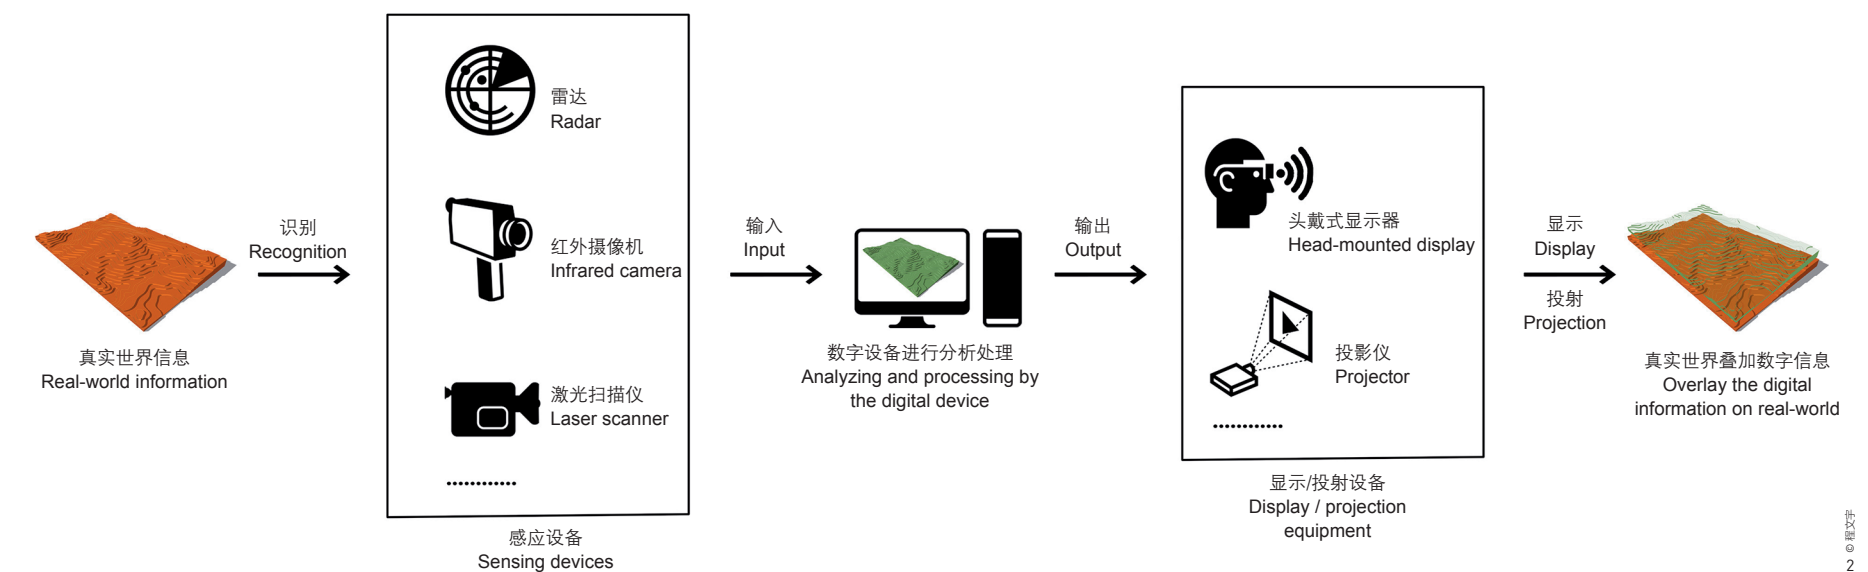 真实世界信息
Real-world information
识别
Recognition
雷达
Radar
红外摄像机
Infrared camera
激光扫描仪
Laser scanner
............
感应设备
Sensing devices
输入
Input
数字设备进行分析处理
Analyzing and processing by
the digital device
输出
Output
头戴式显示器
Head-mounted display
投影仪
Projector
............
显示/投射设备
Display / projection
equipment
显示
Display
投射
Projection
真实世界叠加数字信息
Overlay the digital
information on real-world
2 © 程文宇